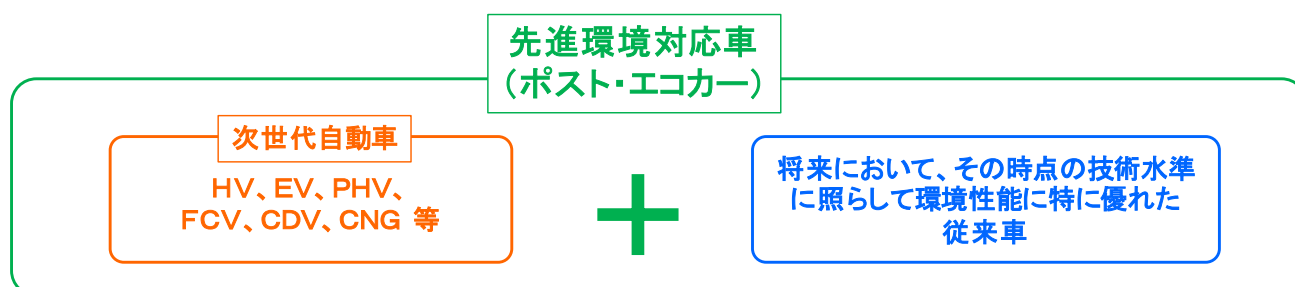 先進環境対応車
（ポスト・エコカー）
次世代自動車
ＨＶ、ＥＶ、ＰＨＶ、
ＦＣＶ、ＣＤＶ、ＣＮＧ 等
＋
将来において、その時点の技術水準
に照らして環境性能に特に優れた
従来車